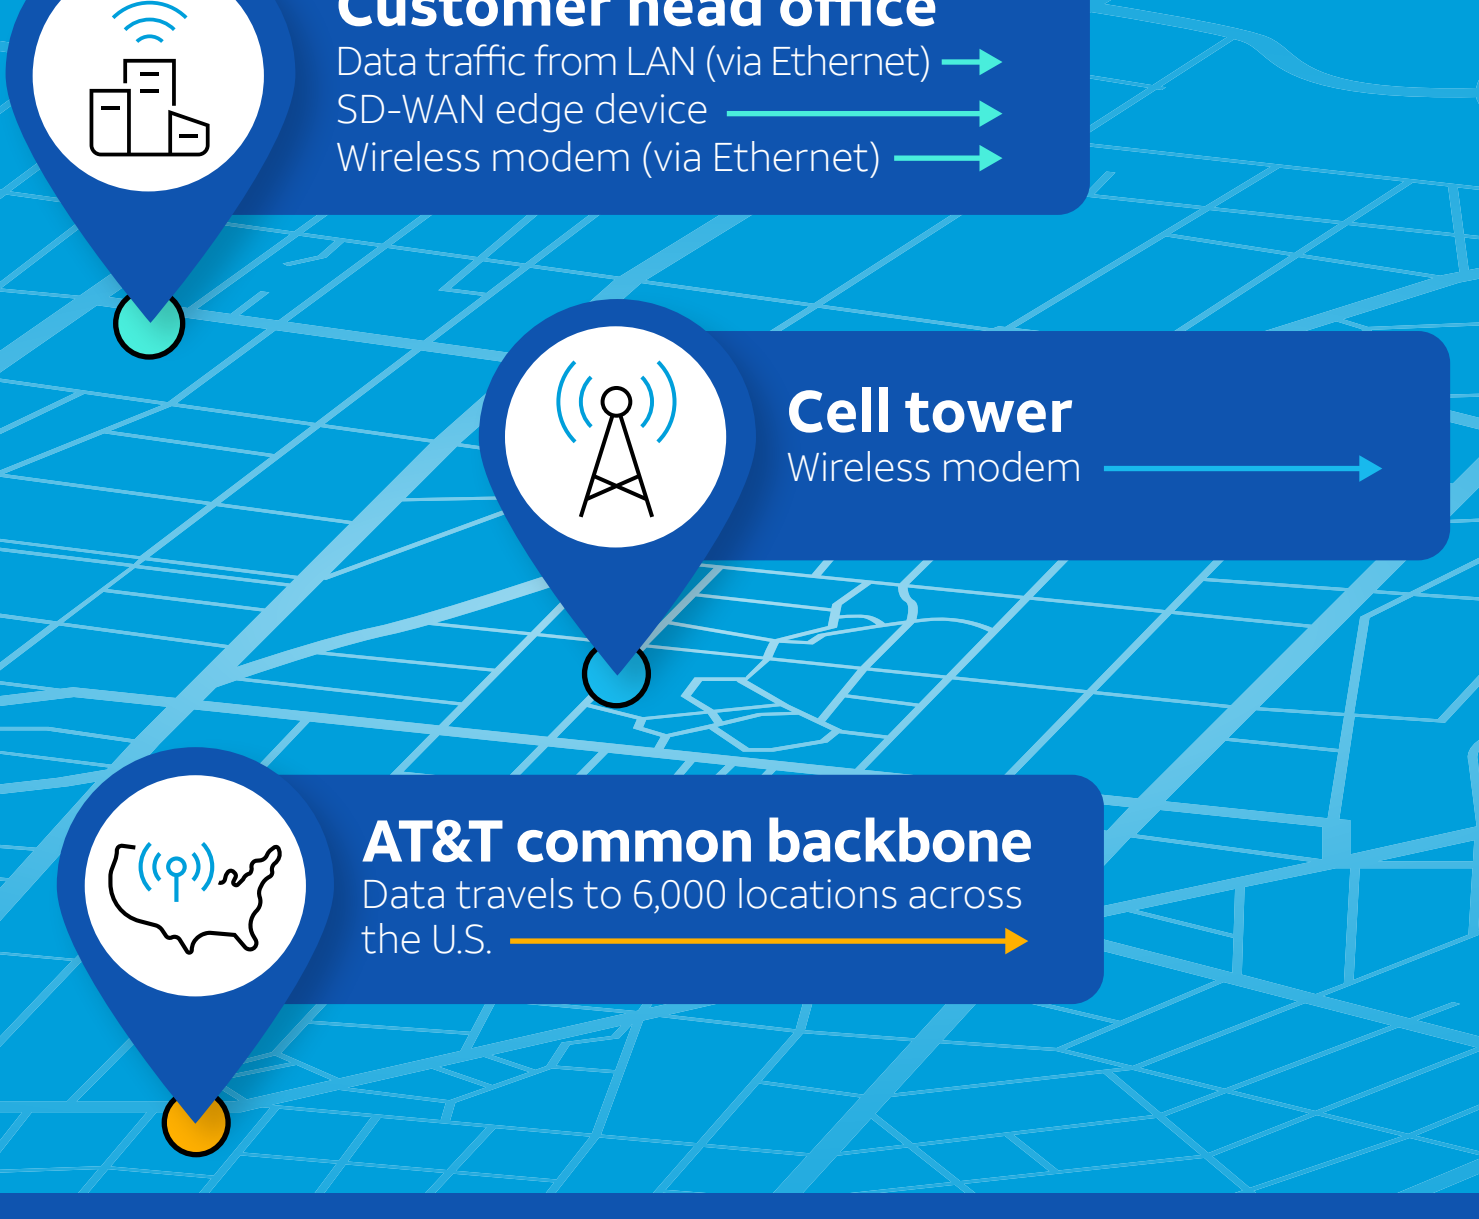 Customer head office
Data traffic from LAN (via Ethernet)
SD-WAN edge device
Wireless modem (via Ethernet)
Cell tower
Wireless modem
AT&T common backbone
Data travels to 6,000 locations across
the U.S.